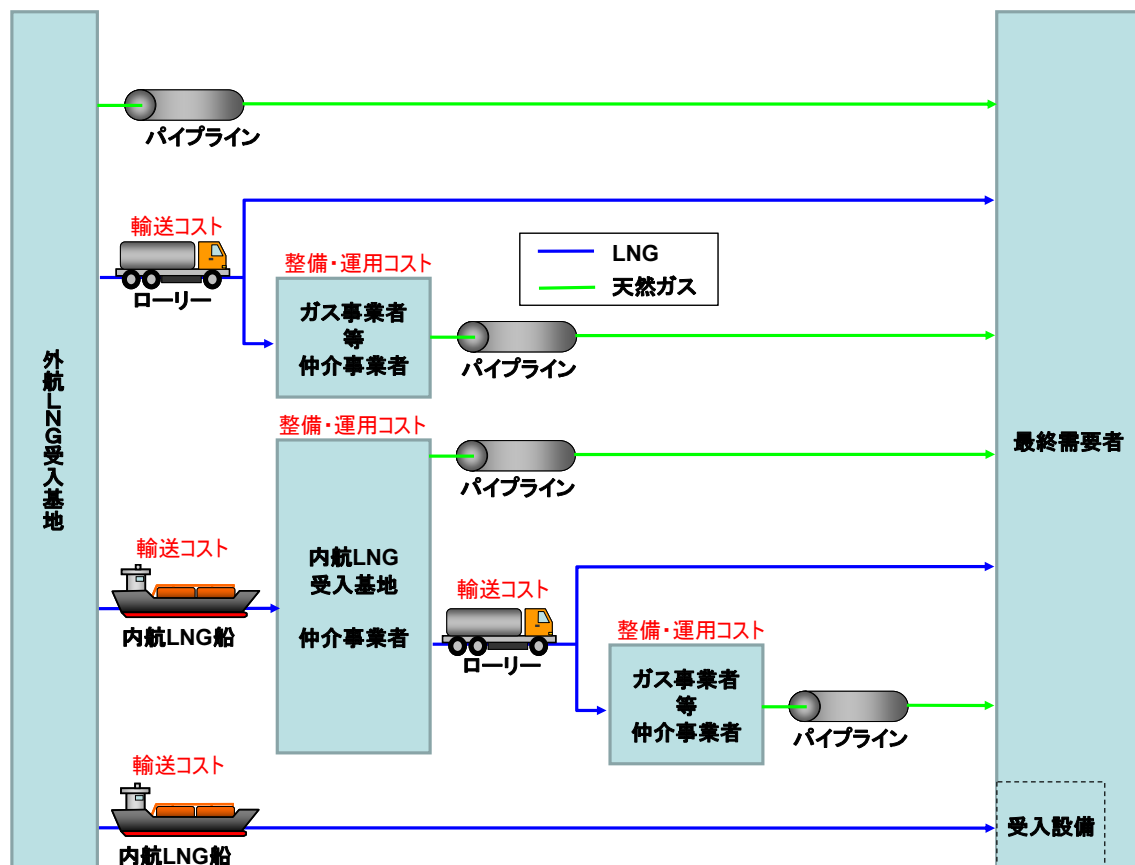 パイプライン
輸送コスト
ローリー
LNG
天然ガス
整備・運用コスト
ガス事業者
等
仲介事業者
パイプライン
外航LNG受入基地
最終需要者
整備・運用コスト
パイプライン
輸送コスト
内航LNG船
内航LNG
受入基地
仲介事業者
輸送コスト
ローリー
整備・運用コスト
ガス事業者
等
仲介事業者
パイプライン
輸送コスト
内航LNG船
受入設備